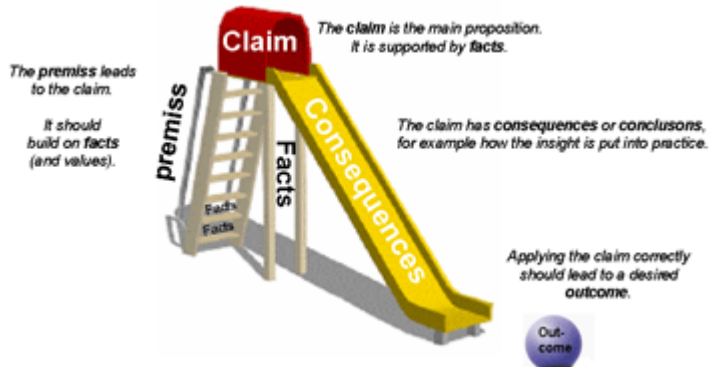 Claim
The claim is the main proposition.
It is supported by facts.
The premiss leads
to the claim.
It should
build on facts
(and values).
premiss
Facts
Facts
Facts
Consequences
The claim has consequences or conclusons,
for example how the insight is put into practice.
Applying the claim correctly
should lead to a desired
outcome.
Out-
come